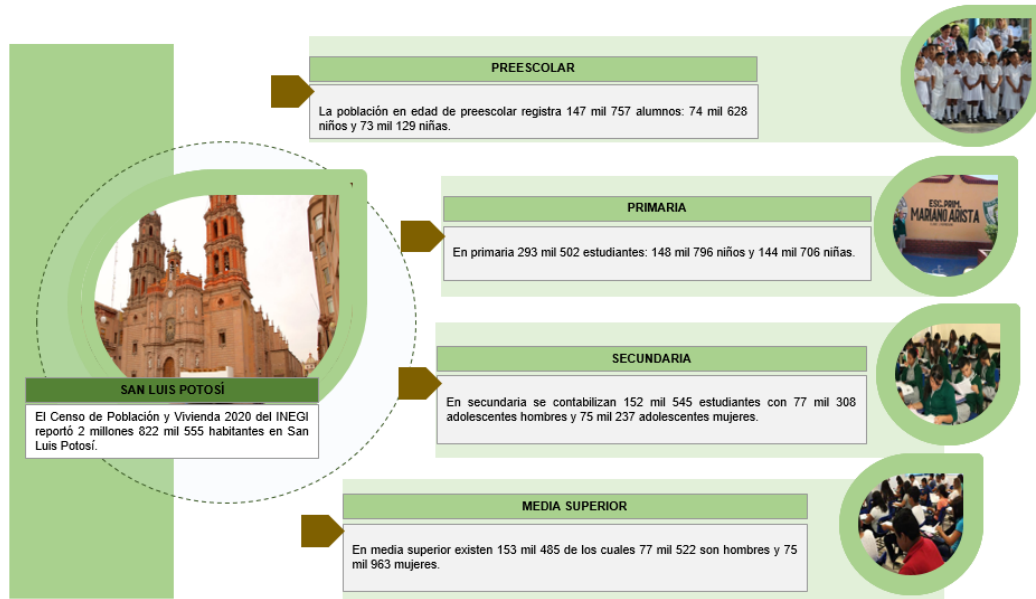 PREESCOLAR
La población en edad de preescolar registra 147 mil 757 alumnos: 74 mil 628
niños y 73 mil 129 niñas.
PRIMARIA
En primaria 293 mil 502 estudiantes: 148 mil 796 niños y 144 mil 706 niñas.
ESC. PRIM.
MARIANO ARISTA
SECUNDARIA
En secundaria se contabilizan 152 mil 545 estudiantes con 77 mil 308
adolescentes hombres y 75 mil 237 adolescentes mujeres.
SAN LUIS POTOSÍ
El Censo de Población y Vivienda 2020 del INEGI
reportó 2 millones 822 mil 555 habitantes en San
Luis Potosí.
MEDIA SUPERIOR
En media superior existen 153 mil 485 de los cuales 77 mil 522 son hombres y 75
mil 963 mujeres.